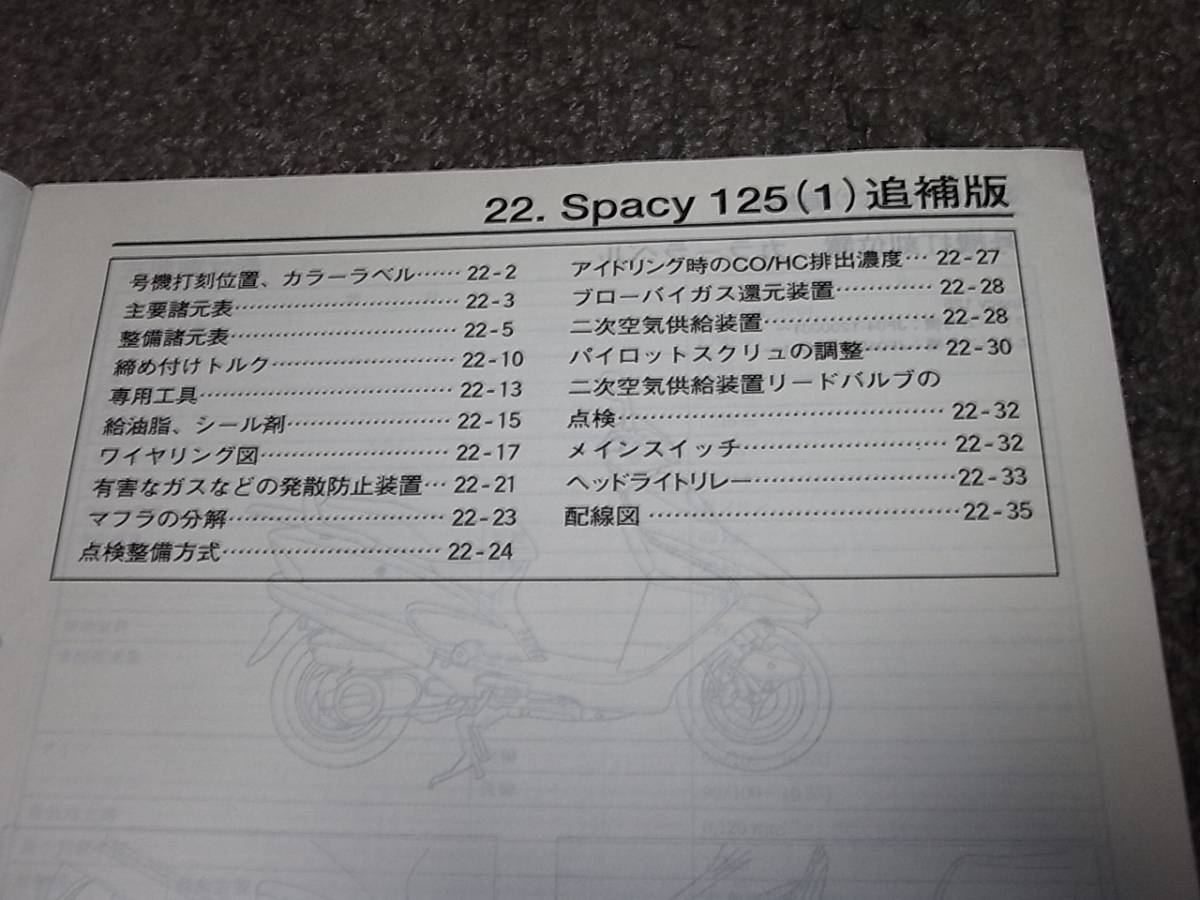 22. Spacy 125(1)追補版
号機打刻位置、カラーラベル……22-2
主要諸元表……22-3
整備諸元表……22-5
締め付けトルク……22-10
専用工具……22-13
給油脂、シール剤……22-15
ワイヤリング図……22-17
有害なガスなどの発散防止装置…22-21
マフラの分解……22-23
点検整備方式……22-24
アイドリング時のCO/HC排出濃度…22-27
ブローバイガス還元装置……22-28
二次空気供給装置……22-28
パイロットスクリュの調整……22-30
二次空気供給装置リードバルブの
点検……22-32
メインスイッチ……22-32
ヘッドライトリレー……22-33
配線図……22-35